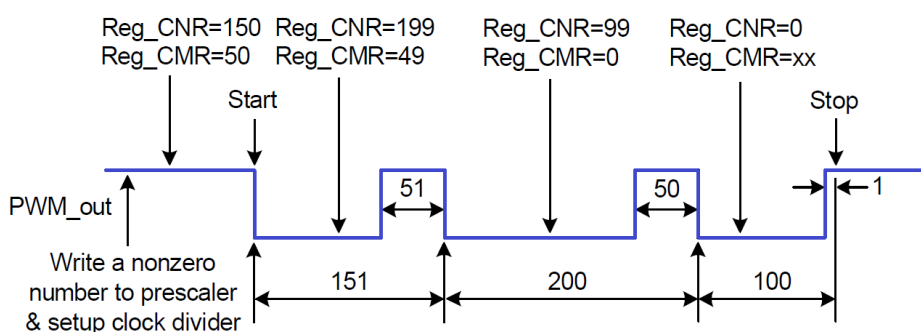 Reg_CNR=150
Reg_CMR=50
Reg_CNR=199
Reg_CMR=49
Reg_CNR=99
Reg_CMR=0
Reg_CNR=0
Reg_CMR=xx
Start
Stop
PWM_out
51
50
1
Write a nonzero
number to prescaler
& setup clock divider
151
200
100